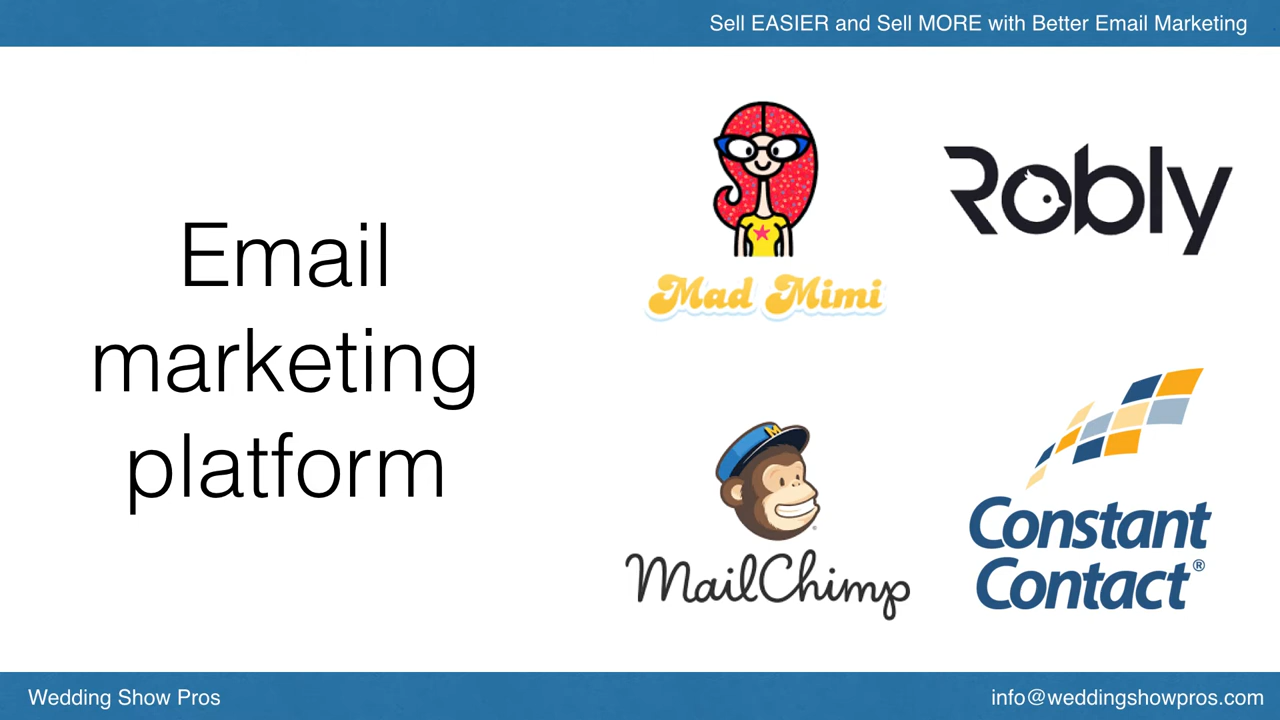 Sell EASIER and Sell MORE with Better Email Marketing
Email
marketing
platform
Mad Mimi
Robly
M
MailChimp
®
Constant
Contact®
Wedding Show Pros
info@weddingshowpros.com